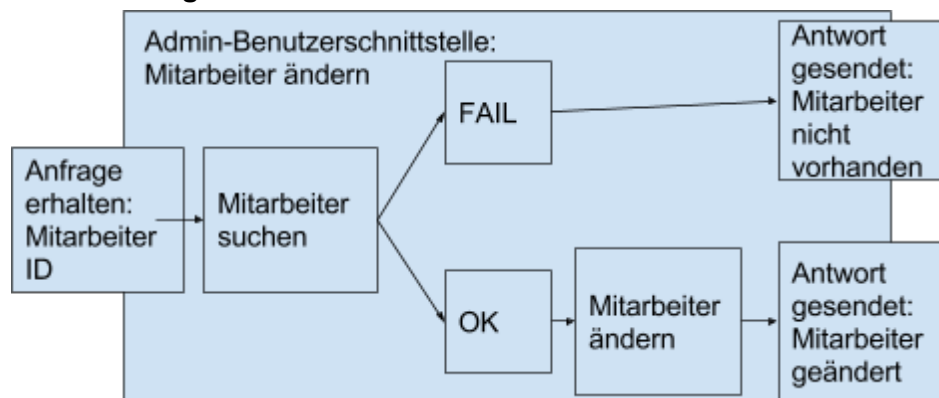 Admin-Benutzerschnittstelle:
Mitarbeiter ändern
Anfrage
erhalten:
Mitarbeiter
ID
Mitarbeiter
suchen
FAIL
Antwort
gesendet:
Mitarbeiter
nicht
vorhanden
OK
Mitarbeiter
ändern
Antwort
gesendet:
Mitarbeiter
geändert